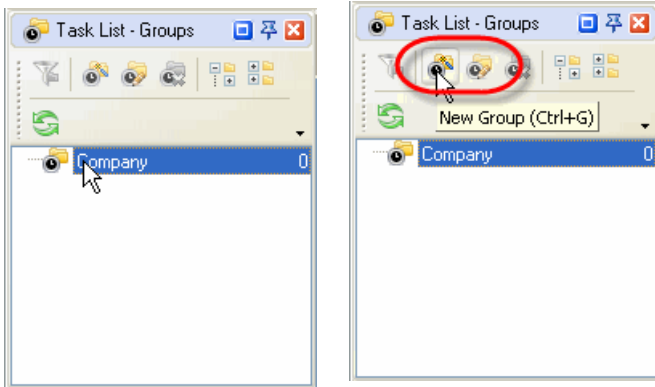 Task List - Groups
Company 0
Task List - Groups
New Group (Ctrl+G)
Company 0